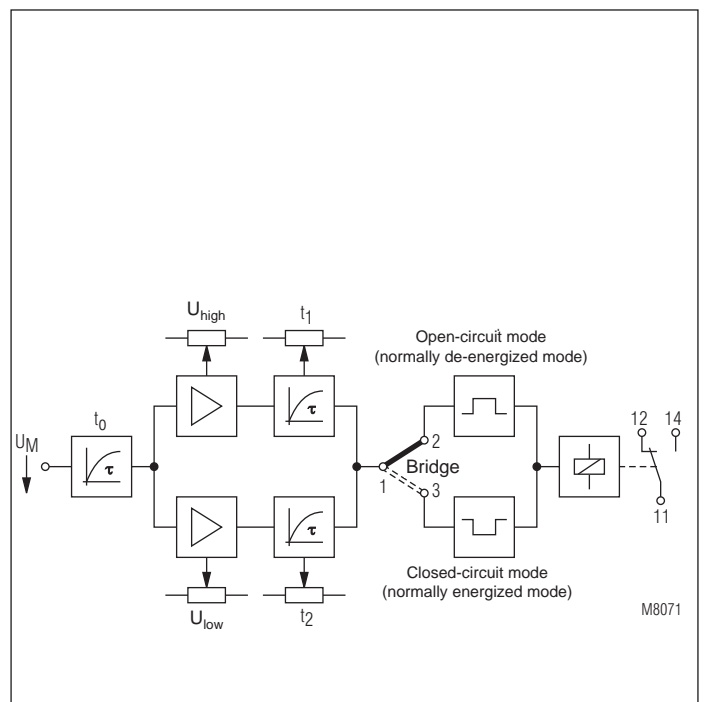 U_high
t_1
Open-circuit mode
(normally de-energized mode)
t_0
τ
τ
U_M
2
Bridge
1
3
12
14
11
τ
Closed-circuit mode
(normally energized mode)
U_low
t_2
M8071